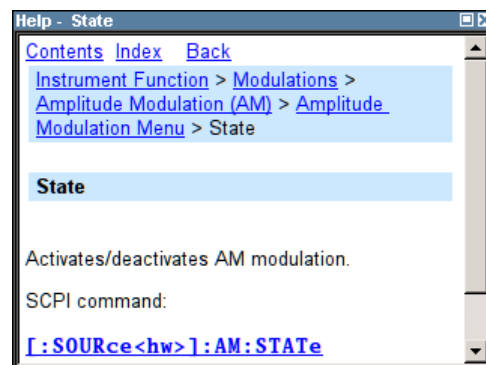 Help - State
Contents Index Back
Instrument Function > Modulations >
Amplitude Modulation (AM) > Amplitude
Modulation Menu > State
State
Activates/deactivates AM modulation.
SCPI command:
[:SOURce<hw>]:AM:STATe